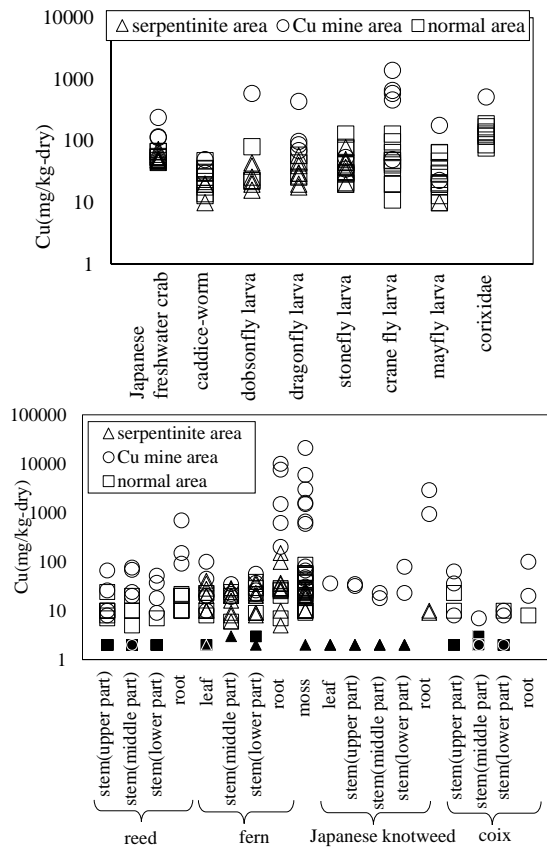 10000
△ serpentinite area ○ Cu mine area □ normal area
1000
100
10
1
Cu(mg/kg-dry)
Japanese
freshwater crab
caddice-worm
dobsonfly larva
dragonfly larva
stonefly larva
crane fly larva
mayfly larva
corixidae
100000
10000
1000
100
10
1
Cu(mg/kg-dry)
△ serpentinite area
○ Cu mine area
□ normal area
stem(upper part)
stem(middle part)
stem(lower part)
root
leaf
stem(middle part)
stem(lower part)
root
moss
leaf
stem(upper part)
stem(middle part)
stem(lower part)
root
stem(upper part)
stem(middle part)
stem(lower part)
root
reed
fern
Japanese knotweed
coix